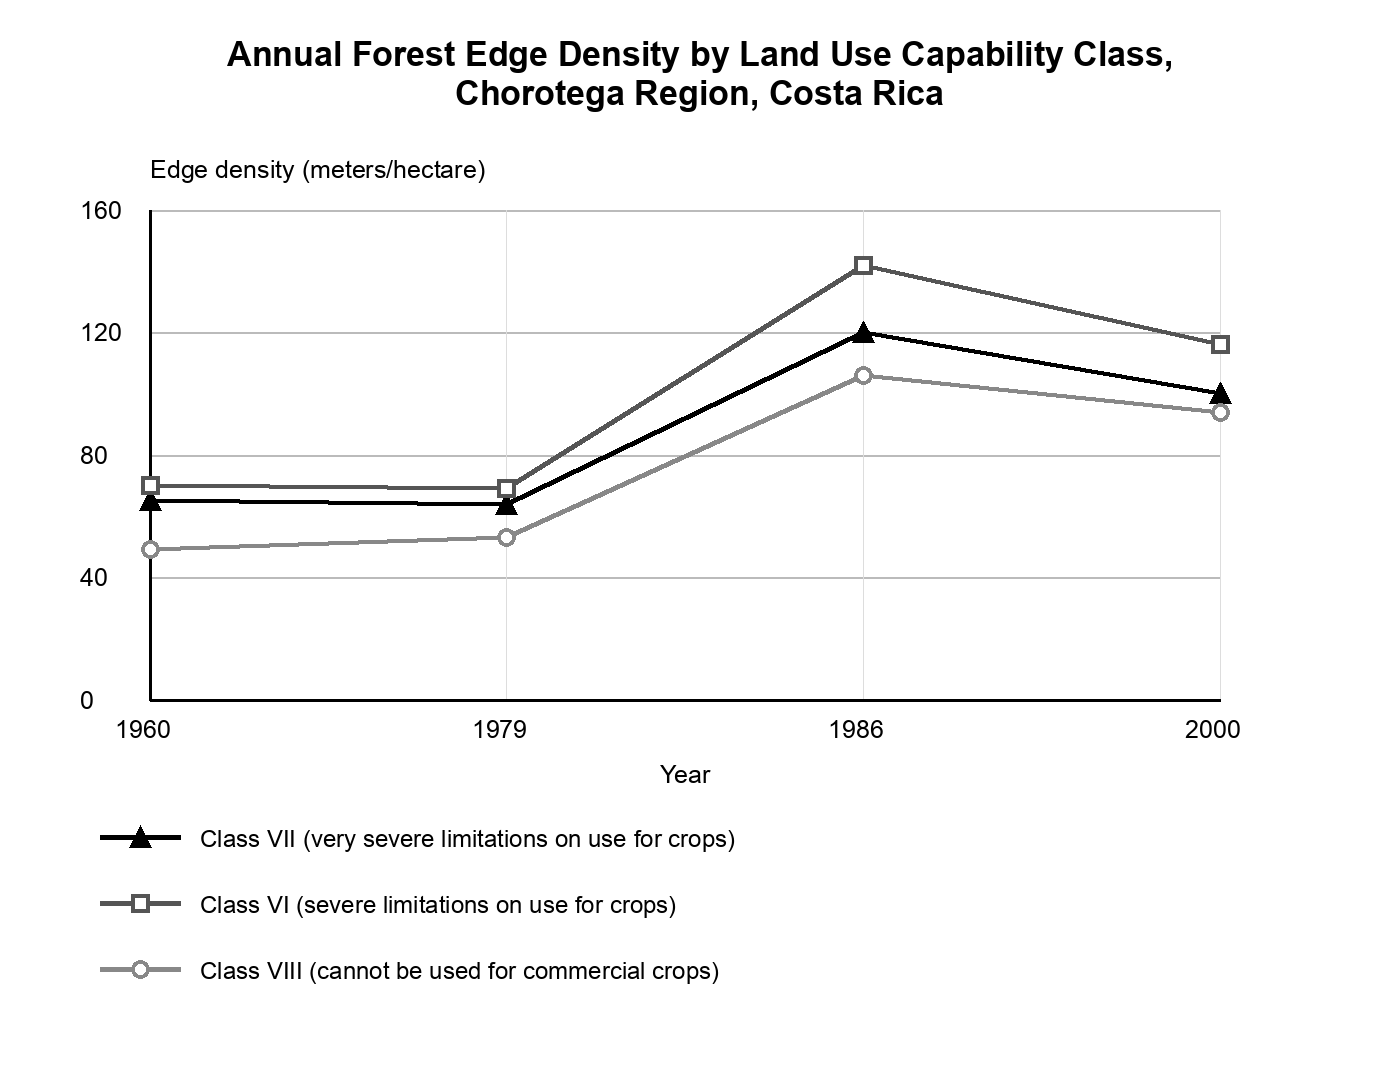 Annual Forest Edge Density by Land Use Capability Class,
Chorotega Region, Costa Rica
Edge density (meters/hectare)
160
120
80
40
0
1960 1979 1986 2000
Year
Class VII (very severe limitations on use for crops)
Class VI (severe limitations on use for crops)
Class VIII (cannot be used for commercial crops)